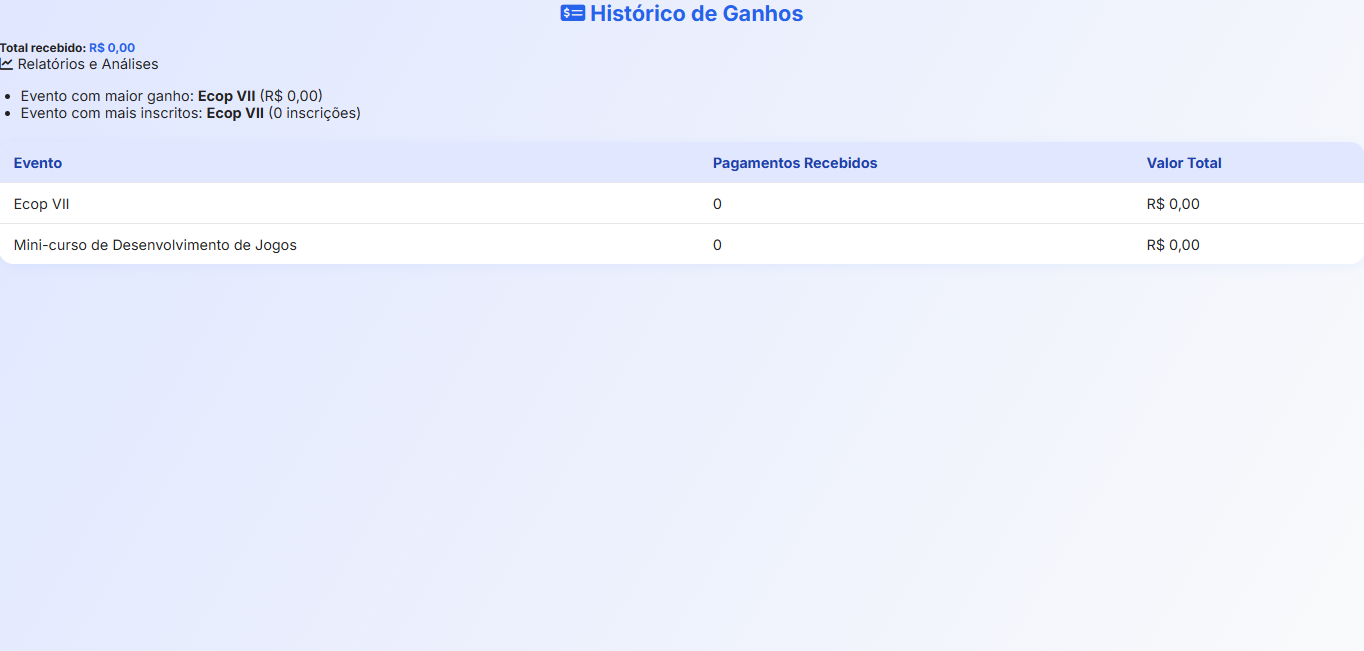 Histórico de Ganhos
Total recebido: R$ 0,00
Relatórios e Análises
• Evento com maior ganho: Ecop VII (R$ 0,00)
• Evento com mais inscritos: Ecop VII (0 inscrições)
Evento Pagamentos Recebidos Valor Total
Ecop VII 0 R$ 0,00
Mini-curso de Desenvolvimento de Jogos 0 R$ 0,00